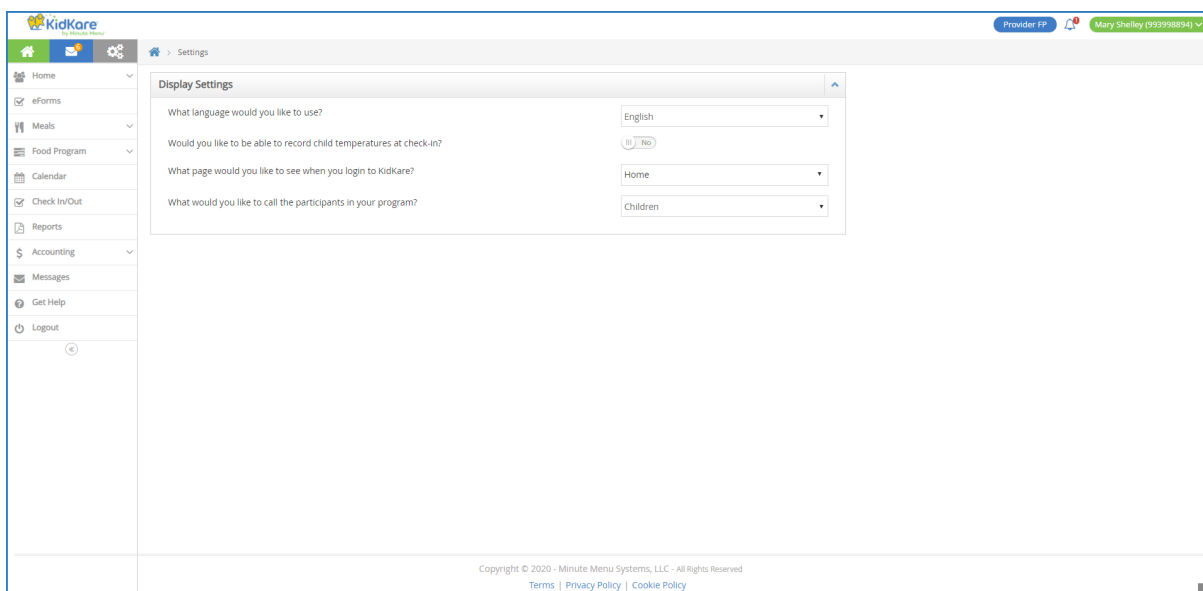 KidKare
by Minute Menu
Provider FP
1
Mary Shelley (993998894)
6
> Settings
Home
eForms
Meals
Food Program
Calendar
Check In/Out
Reports
Accounting
Messages
Get Help
Logout
Display Settings
What language would you like to use?
English
Would you like to be able to record child temperatures at check-in?
No
What page would you like to see when you login to KidKare?
Home
What would you like to call the participants in your program?
Children
Copyright © 2020 - Minute Menu Systems, LLC - All Rights Reserved
Terms | Privacy Policy | Cookie Policy